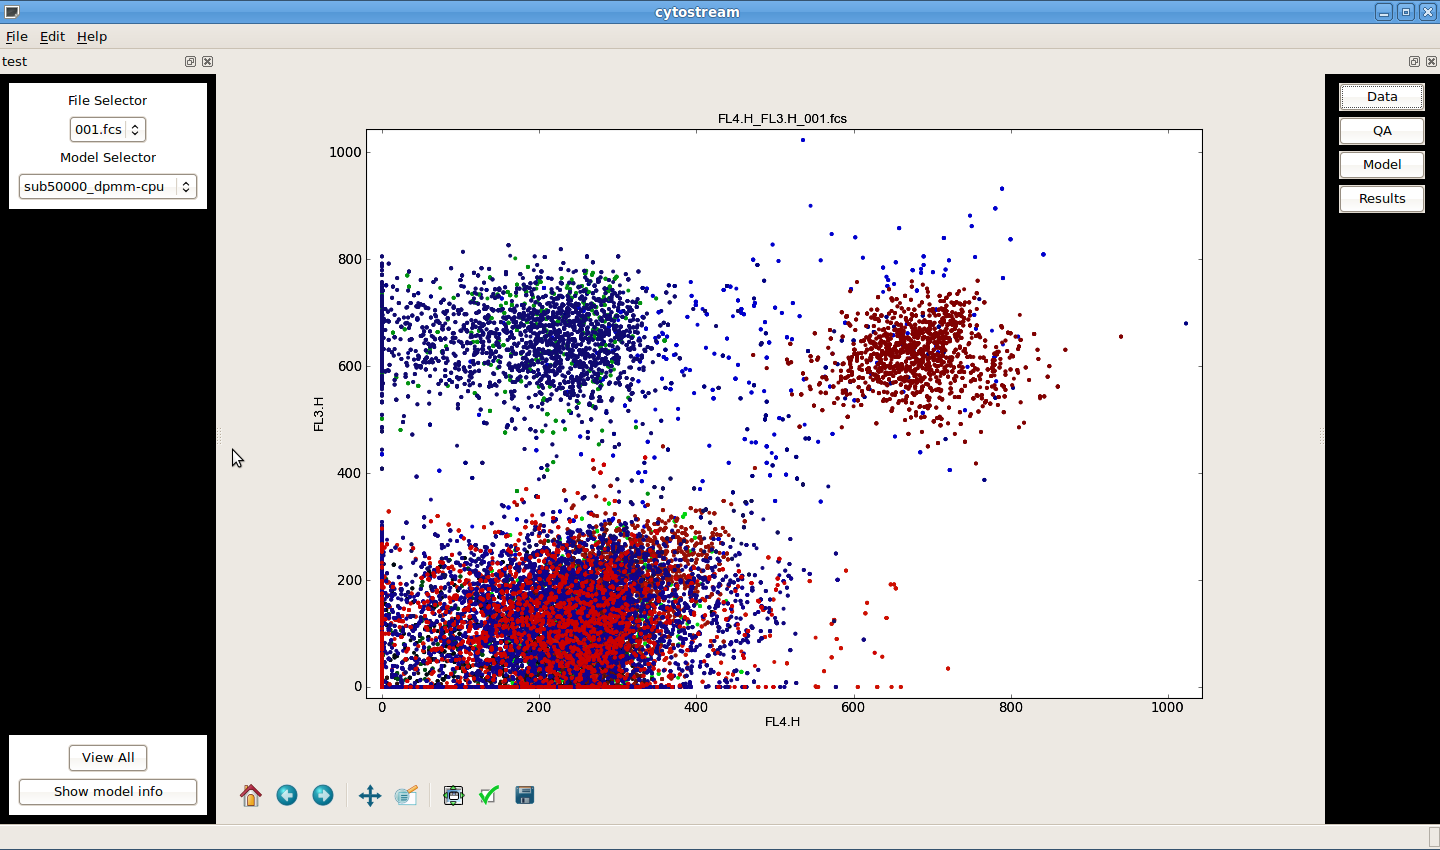 cytostream
File Edit Help
test
File Selector
001.fcs
Model Selector
sub50000_dpmm-cpu
View All
Show model info
FL4.H_FL3.H_001.fcs
1000
800
600
400
200
0
FL3.H
0 200 400 600 800 1000
FL4.H
Data
QA
Model
Results